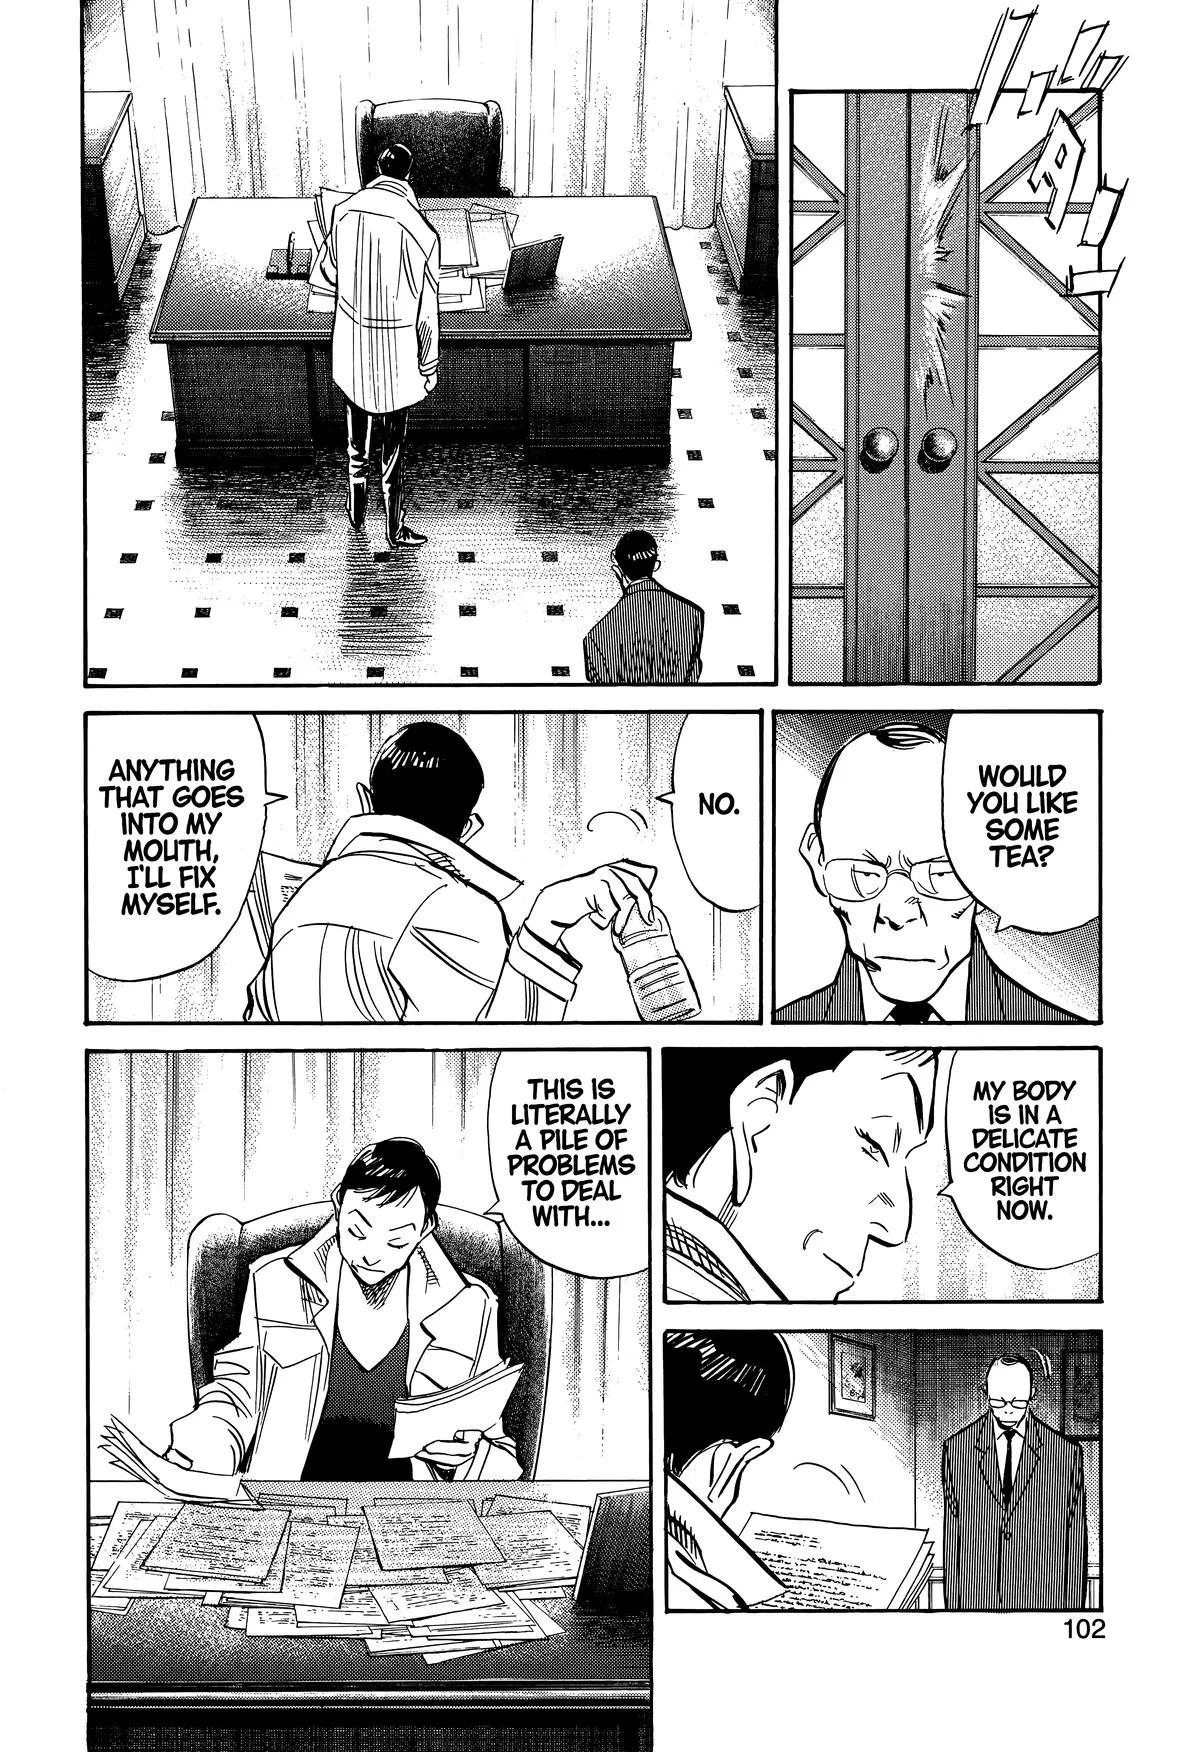 WOULD
YOU LIKE
SOME
TEA?
NO.
ANYTHING
THAT GOES
INTO MY
MOUTH,
I'LL FIX
MYSELF.
MY BODY
IS IN A
DELICATE
CONDITION
RIGHT
NOW.
THIS IS
LITERALLY
A PILE OF
PROBLEMS
TO DEAL
WITH...
102